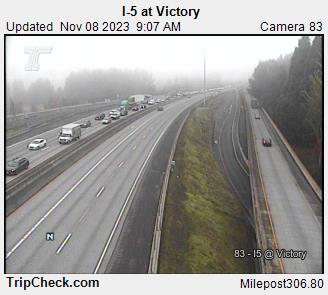 I-5 at Victory
Updated Nov 08 2023 9:07 AM Camera 83
N
83 - I5 @ Victory
TripCheck.com Milepost306.80